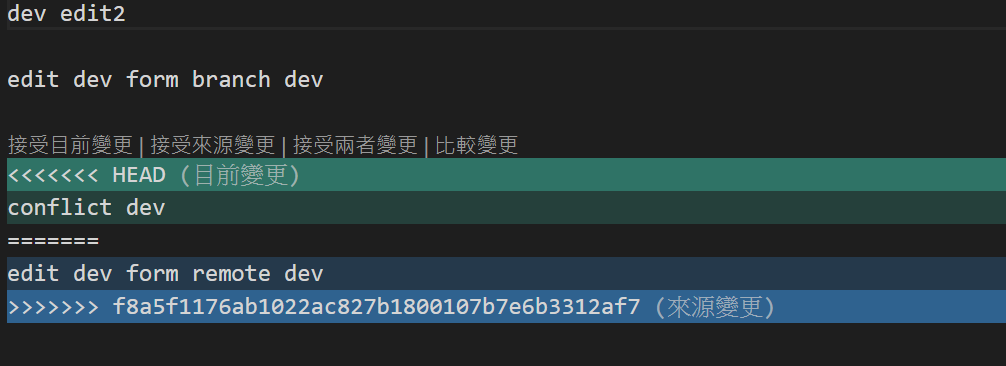 dev edit2
edit dev form branch dev
接受目前變更 | 接受來源變更 | 接受兩者變更 | 比較變更
<<<<<<< HEAD (目前變更)
conflict dev
=======
edit dev form remote dev
>>>>>>> f8a5f1176ab1022ac827b1800107b7e6b3312af7 (來源變更)